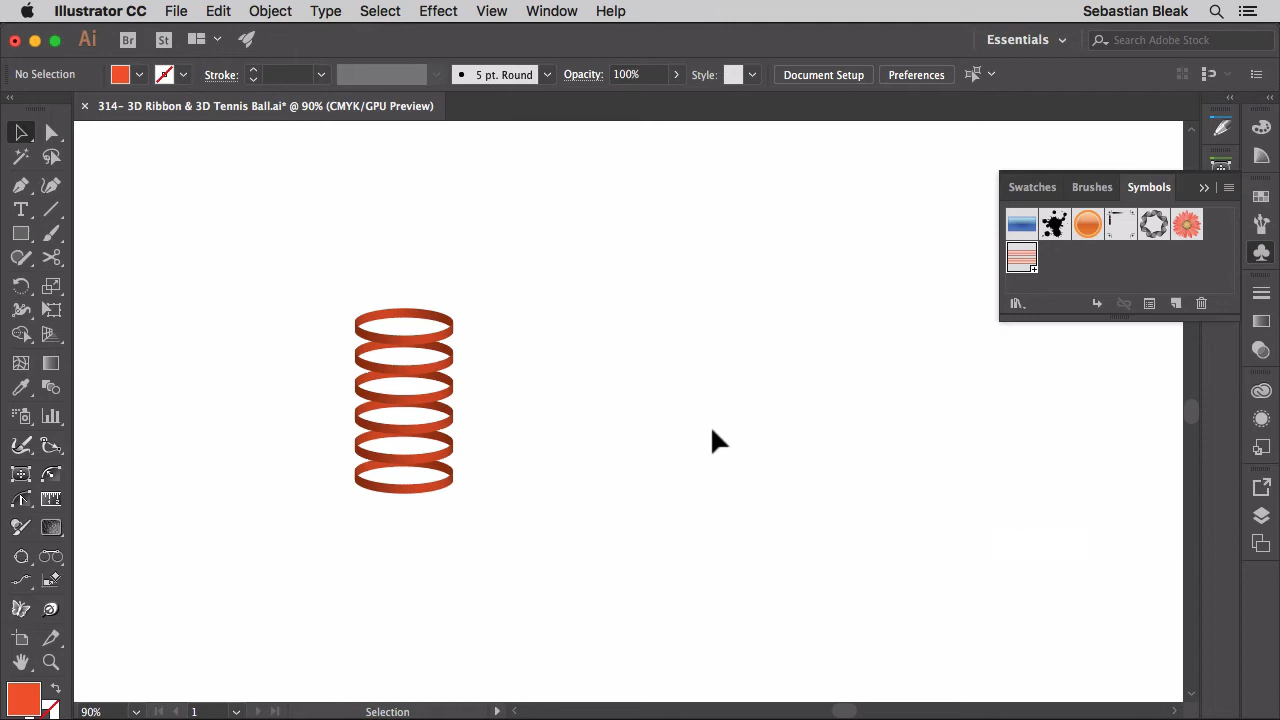 Illustrator CC File Edit Object Type Select Effect View Window Help Sebastian Bleak
Ai Br St Essentials Search Adobe Stock
No Selection Stroke: 5 pt. Round Opacity: 100% Style: Document Setup Preferences
314- 3D Ribbon & 3D Tennis Ball.ai* @ 90% (CMYK/GPU Preview)
Swatches Brushes Symbols
90% 1 Selection